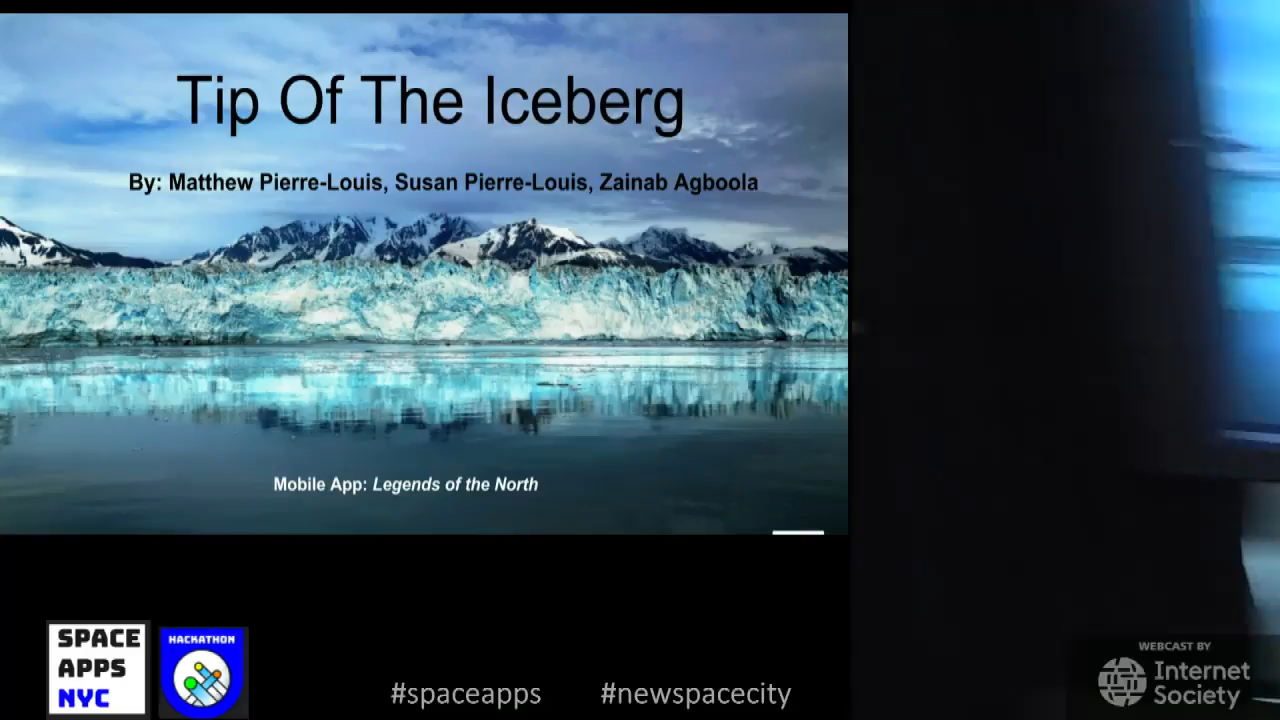 Tip Of The Iceberg
By: Matthew Pierre-Louis, Susan Pierre-Louis, Zainab Agboola
Mobile App: Legends of the North
SPACE
APPS
NYC
HACKATHON
#spaceapps
#newspacecity
WEBCAST BY
Internet
Society